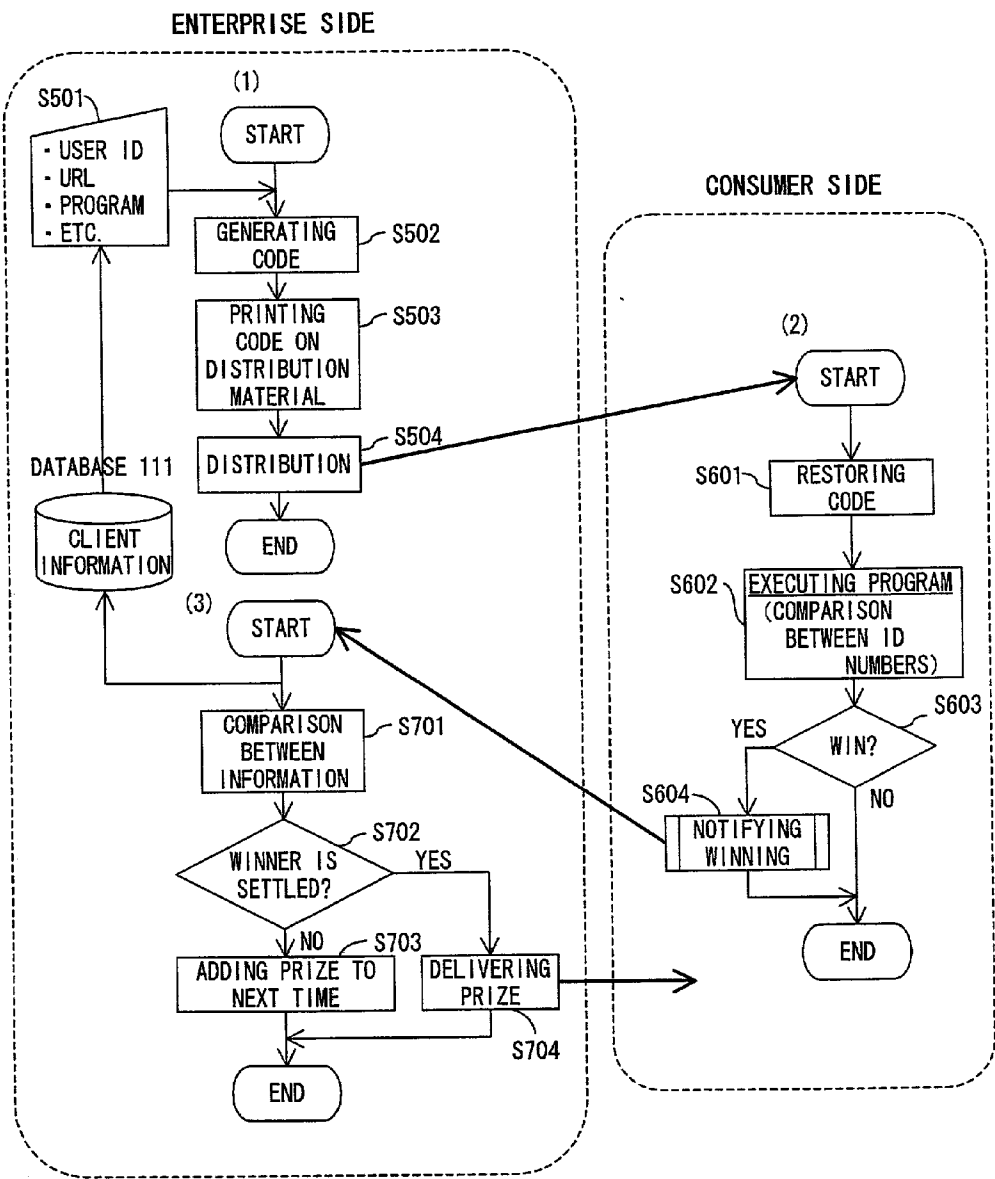 ENTERPRISE SIDE
(1)
S501
START
· USER ID
· URL
· PROGRAM
· ETC.
GENERATING
CODE
S502
PRINTING
CODE ON
DISTRIBUTION
MATERIAL
S503
DISTRIBUTION
S504
END
DATABASE 111
CLIENT
INFORMATION
(3)
START
COMPARISON
BETWEEN
INFORMATION
S701
WINNER IS
SETTLED?
S702
YES
NO
S703
ADDING PRIZE TO
NEXT TIME
DELIVERING
PRIZE
S704
END
CONSUMER SIDE
(2)
START
S601
RESTORING
CODE
S602
EXECUTING PROGRAM
(COMPARISON
BETWEEN ID
NUMBERS)
S603
YES
WIN?
NO
S604
NOTIFYING
WINNING
END